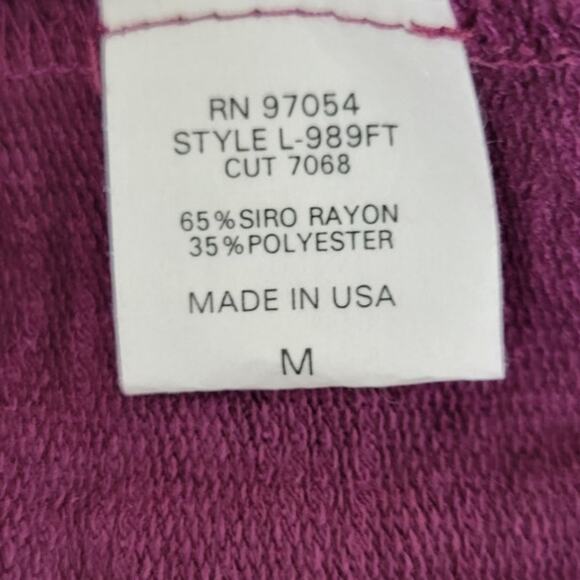 RN 97054
STYLE L-989FT
CUT 7068
65%SIRO RAYON
35%POLYESTER
MADE IN USA
M